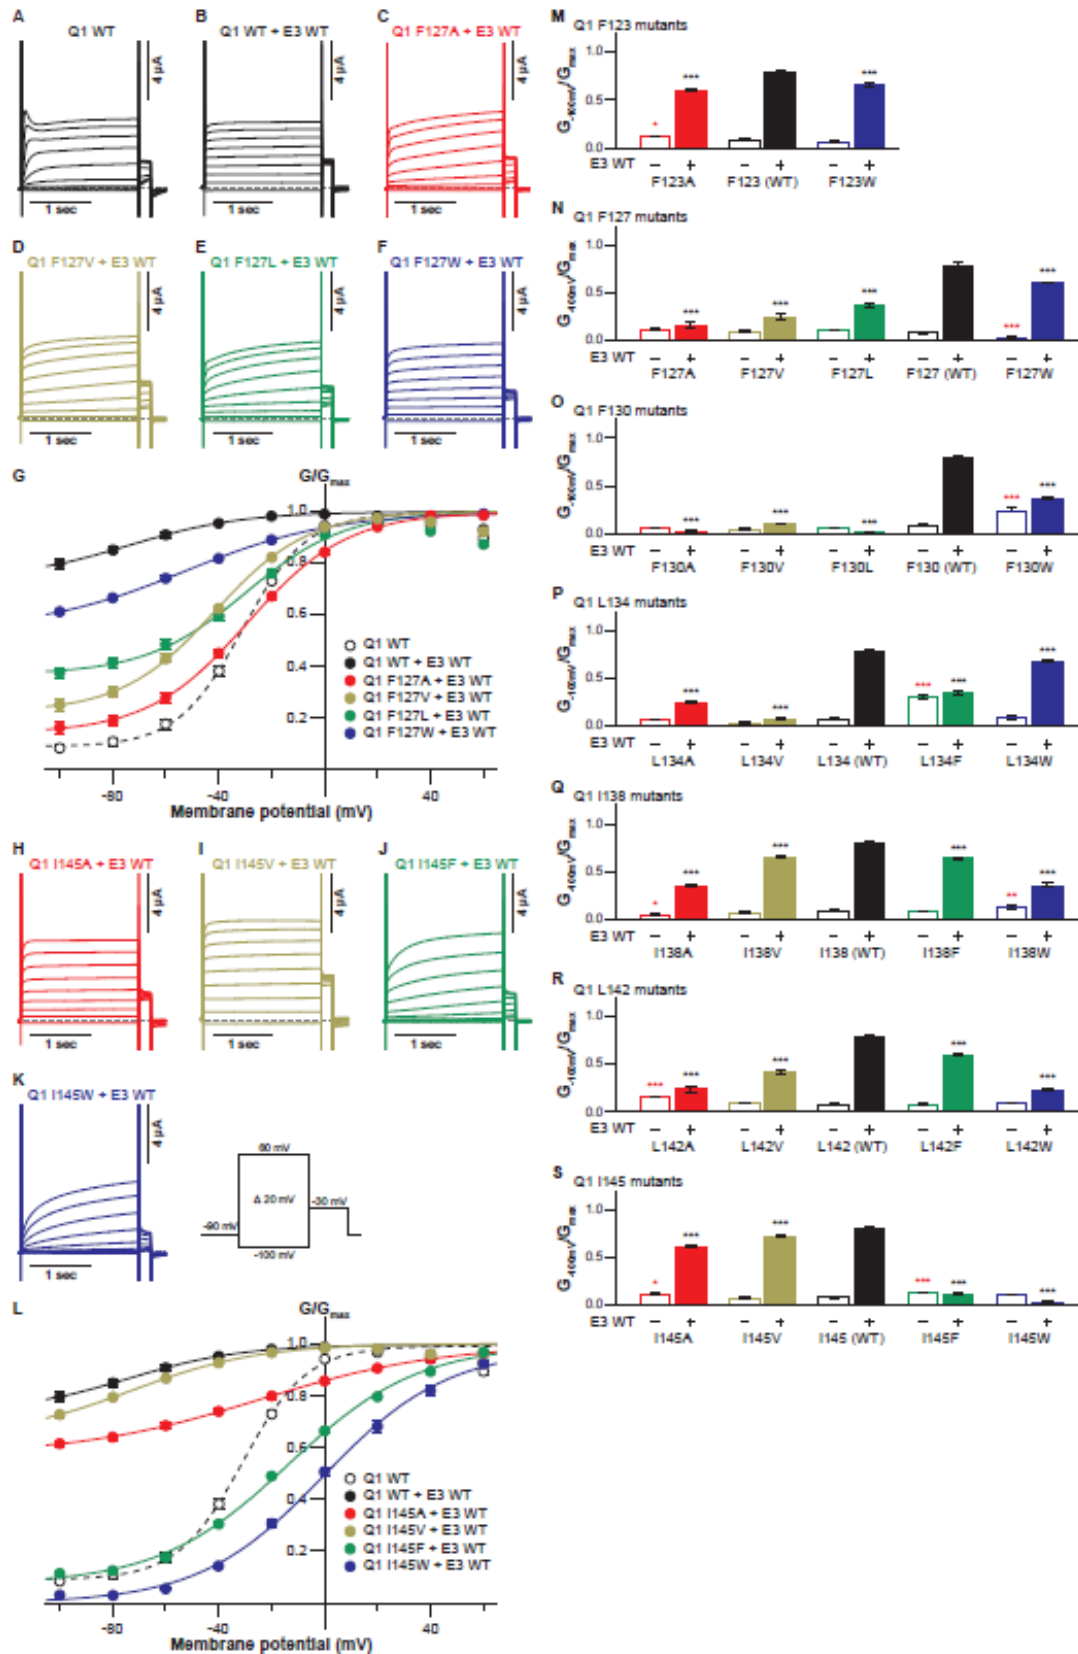 A
Q1 WT
4 μA
1 sec
B
Q1 WT + E3 WT
4 μA
1 sec
C
Q1 F127A + E3 WT
4 μA
1 sec
D
Q1 F127V + E3 WT
4 μA
1 sec
E
Q1 F127L + E3 WT
4 μA
1 sec
F
Q1 F127W + E3 WT
4 μA
1 sec
G
G/Gmax
1.0
0.8
0.6
0.4
0.2
-80
-40
40
Membrane potential (mV)
Q1 WT
Q1 WT + E3 WT
Q1 F127A + E3 WT
Q1 F127V + E3 WT
Q1 F127L + E3 WT
Q1 F127W + E3 WT
H
Q1 I145A + E3 WT
4 μA
1 sec
I
Q1 I145V + E3 WT
4 μA
1 sec
J
Q1 I145F + E3 WT
4 μA
1 sec
K
Q1 I145W + E3 WT
4 μA
1 sec
60 mV
Δ 20 mV
-30 mV
-90 mV
-100 mV
L
G/Gmax
1.0
0.8
0.6
0.4
0.2
-80
-40
40
Membrane potential (mV)
Q1 WT
Q1 WT + E3 WT
Q1 I145A + E3 WT
Q1 I145V + E3 WT
Q1 I145F + E3 WT
Q1 I145W + E3 WT
M
Q1 F123 mutants
G-100mV/Gmax
1.0
0.5
0.0
* *** ***
E3 WT − + − + − +
F123A F123 (WT) F123W
N
Q1 F127 mutants
G-100mV/Gmax
1.0
0.5
0.0
*** *** *** *** ***
E3 WT − + − + − + − + − +
F127A F127V F127L F127 (WT) F127W
O
Q1 F130 mutants
G-100mV/Gmax
1.0
0.5
0.0
*** *** *** *** ***
E3 WT − + − + − + − + − +
F130A F130V F130L F130 (WT) F130W
P
Q1 L134 mutants
G-100mV/Gmax
1.0
0.5
0.0
*** *** *** *** ***
E3 WT − + − + − + − + − +
L134A L134V L134 (WT) L134F L134W
Q
Q1 I138 mutants
G-100mV/Gmax
1.0
0.5
0.0
* *** *** *** ** ***
E3 WT − + − + − + − + − +
I138A I138V I138 (WT) I138F I138W
R
Q1 L142 mutants
G-100mV/Gmax
1.0
0.5
0.0
*** *** *** *** ***
E3 WT − + − + − + − + − +
L142A L142V L142 (WT) L142F L142W
S
Q1 I145 mutants
G-100mV/Gmax
1.0
0.5
0.0
* *** *** *** *** ***
E3 WT − + − + − + − + − +
I145A I145V I145 (WT) I145F I145W